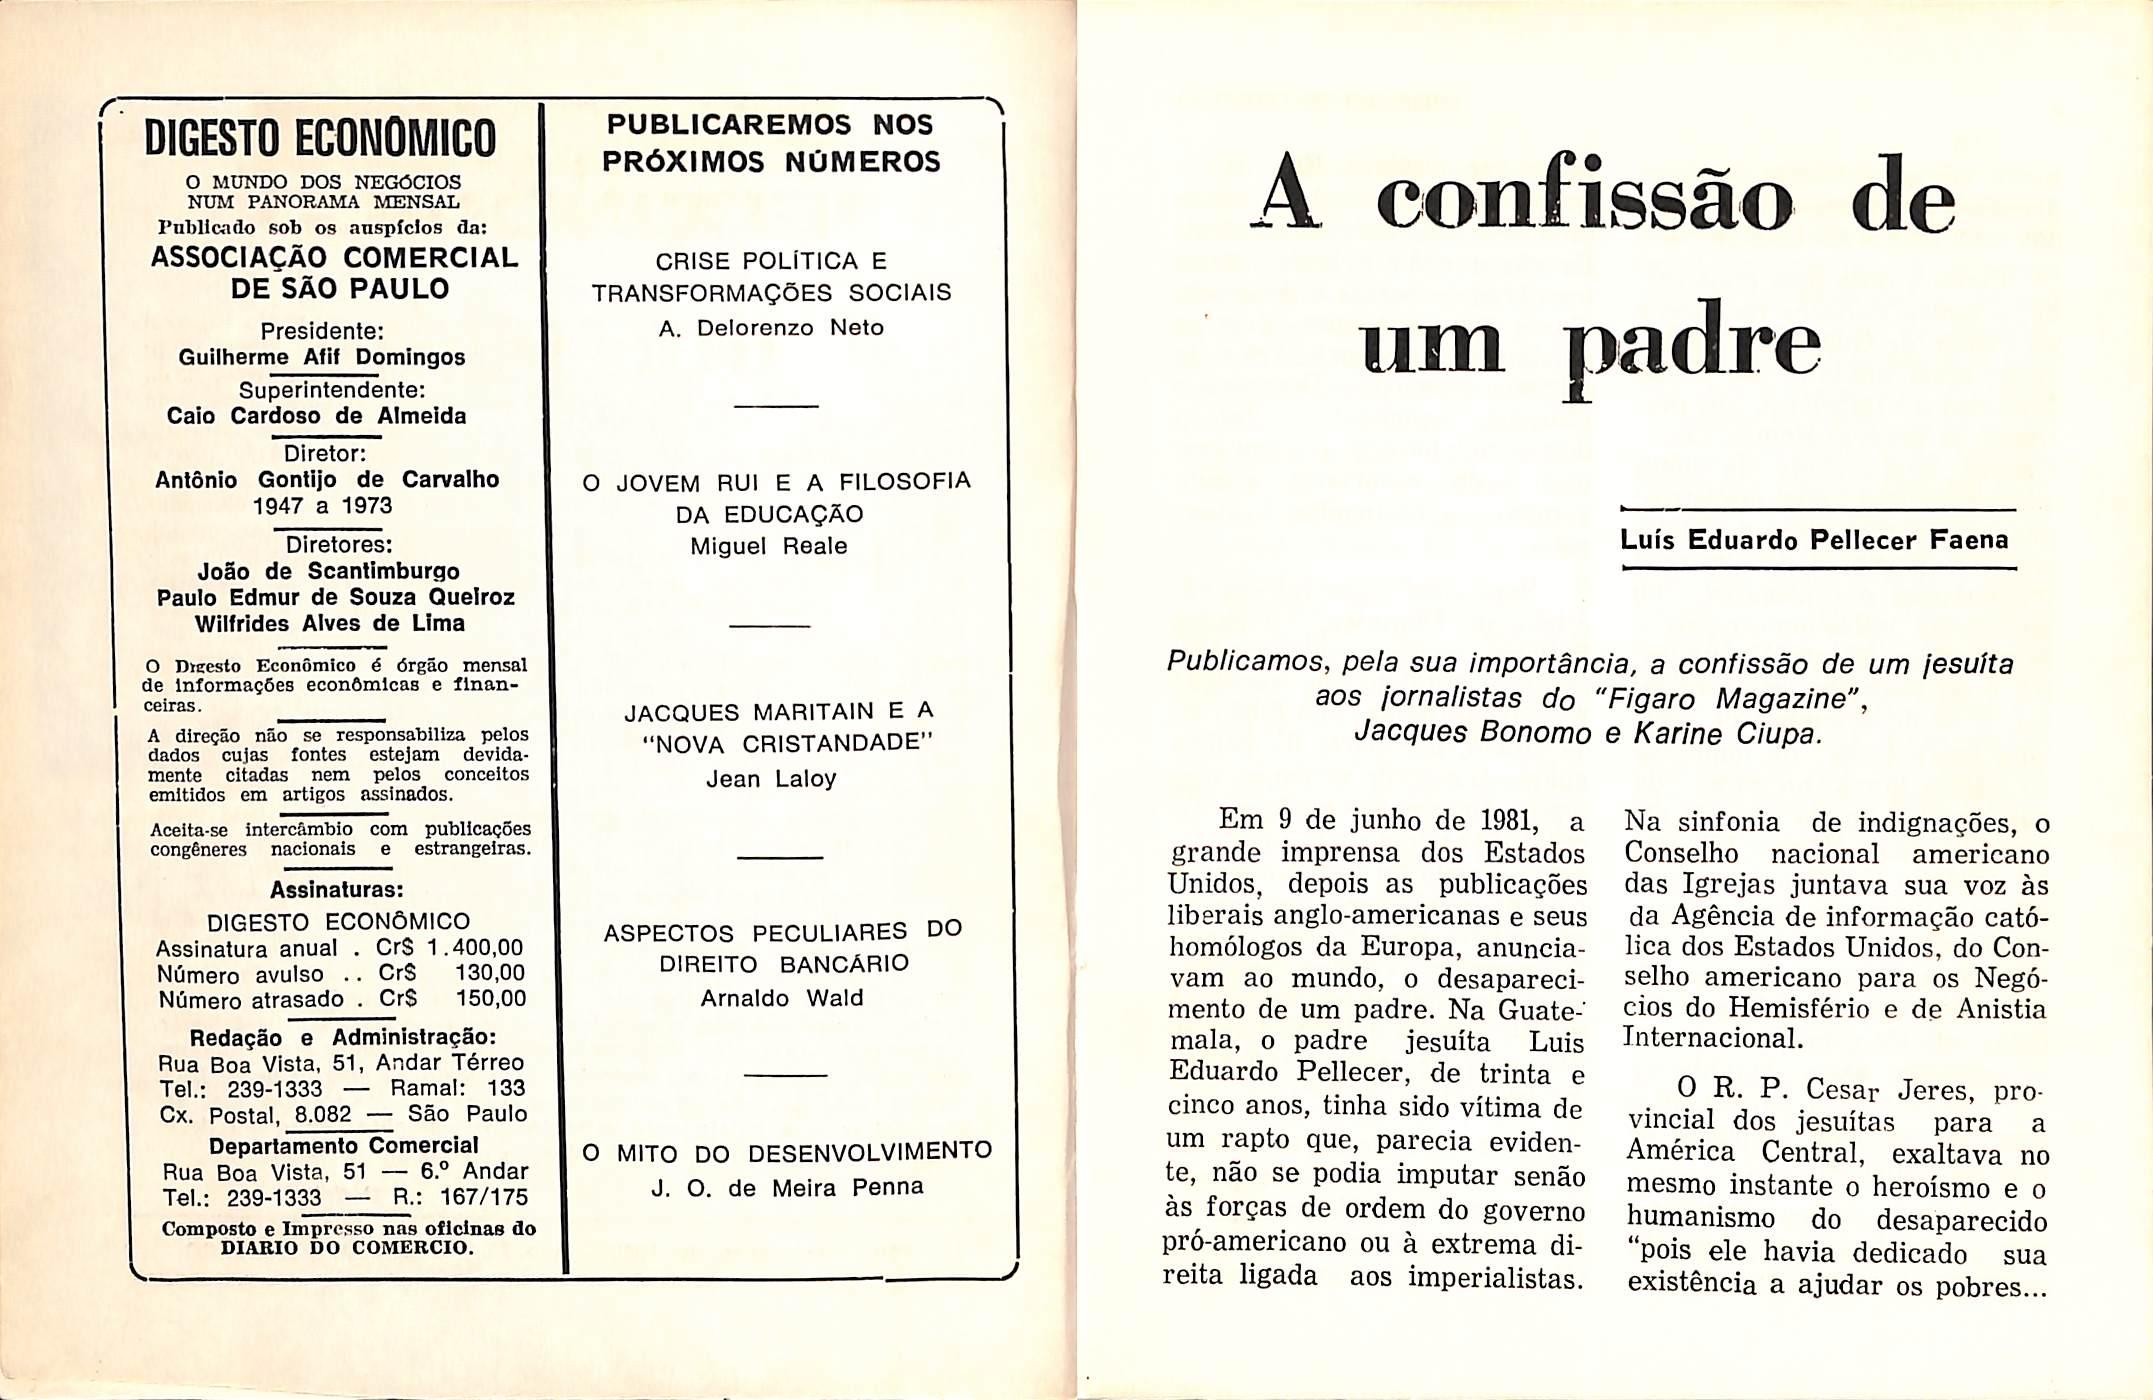 DIGESTO ECONÔMICO
O MUNDO DOS NEGÓCIOS
NUM PANORAMA MENSAL
Publicado sob os auspícios da:
ASSOCIAÇÃO COMERCIAL
DE SÃO PAULO
Presidente:
Guilherme Afif Domingos
Superintendente:
Caio Cardoso de Almeida
Diretor:
Antônio Gontijo de Carvalho
1947 a 1973
Diretores:
João de Scantimburgo
Paulo Edmur de Souza Queiroz
Wilfrides Alves de Lima
O Digesto Econômico é órgão mensal
de informações econômicas e finan-
ceiras.
A direção não se responsabiliza pelos
dados cujas fontes estejam devida-
mente citadas nem pelos conceitos
emitidos em artigos assinados.
Aceita-se intercâmbio com publicações
congêneres nacionais e estrangeiras.
Assinaturas:
DIGESTO ECONÔMICO
Assinatura anual . Cr$ 1.400,00
Número avulso .. Cr$ 130,00
Número atrasado . Cr$ 150,00
Redação e Administração:
Rua Boa Vista, 51, Andar Térreo
Tel.: 239-1333 — Ramal: 133
Cx. Postal, 8.082 — São Paulo
Departamento Comercial
Rua Boa Vista, 51 — 6.º Andar
Tel.: 239-1333 — R.: 167/175
Composto e Impresso nas oficinas do
DIARIO DO COMERCIO.
PUBLICAREMOS NOS
PRÓXIMOS NÚMEROS
CRISE POLÍTICA E
TRANSFORMAÇÕES SOCIAIS
A. Delorenzo Neto
O JOVEM RUI E A FILOSOFIA
DA EDUCAÇÃO
Miguel Reale
JACQUES MARITAIN E A
"NOVA CRISTANDADE"
Jean Laloy
ASPECTOS PECULIARES DO
DIREITO BANCÁRIO
Arnaldo Wald
O MITO DO DESENVOLVIMENTO
J. O. de Meira Penna
A confissão de
um padre
Luís Eduardo Pellecer Faena
Publicamos, pela sua importância, a confissão de um jesuíta
aos jornalistas do "Figaro Magazine",
Jacques Bonomo e Karine Ciupa.
Em 9 de junho de 1981, a
grande imprensa dos Estados
Unidos, depois as publicações
liberais anglo-americanas e seus
homólogos da Europa, anuncia-
vam ao mundo, o desapareci-
mento de um padre. Na Guate-
mala, o padre jesuíta Luis
Eduardo Pellecer, de trinta e
cinco anos, tinha sido vítima de
um rapto que, parecia eviden-
te, não se podia imputar senão
às forças de ordem do governo
pró-americano ou à extrema di-
reita ligada aos imperialistas.
Na sinfonia de indignações, o
Conselho nacional americano
das Igrejas juntava sua voz às
da Agência de informação cató-
lica dos Estados Unidos, do Con-
selho americano para os Negó-
cios do Hemisfério e de Anistia
Internacional.
O R. P. Cesar Jeres, pro-
vincial dos jesuítas para a
América Central, exaltava no
mesmo instante o heroísmo e o
humanismo do desaparecido
"pois ele havia dedicado sua
existência a ajudar os pobres...